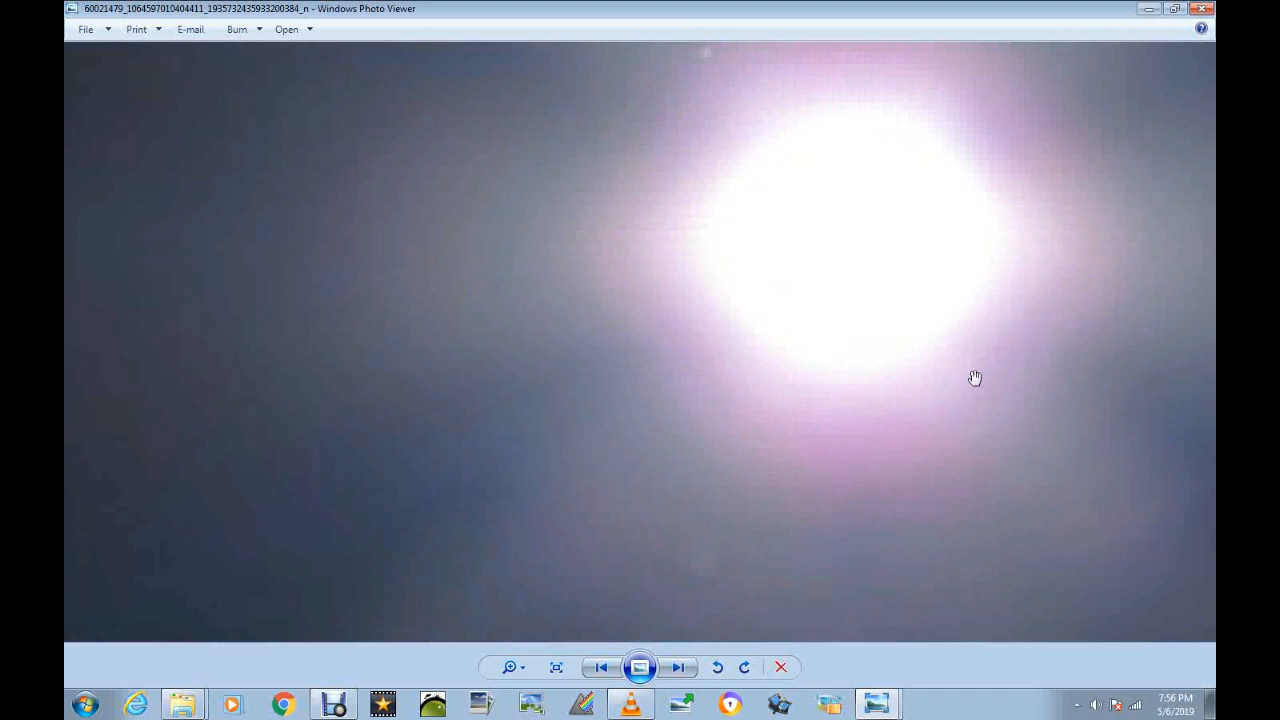 60021479_1064597010404411_1935732435933200384_n - Windows Photo Viewer
File Print E-mail Burn Open
7:56 PM
5/6/2019